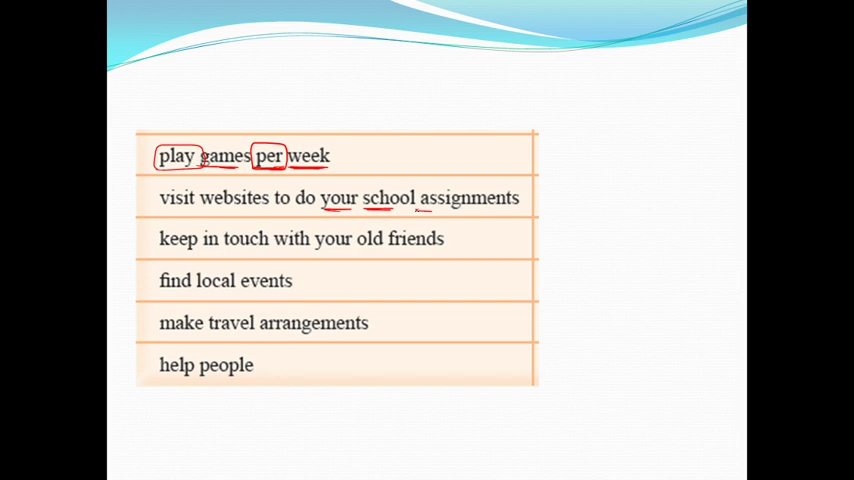 play games per week
visit websites to do your school assignments
keep in touch with your old friends
find local events
make travel arrangements
help people